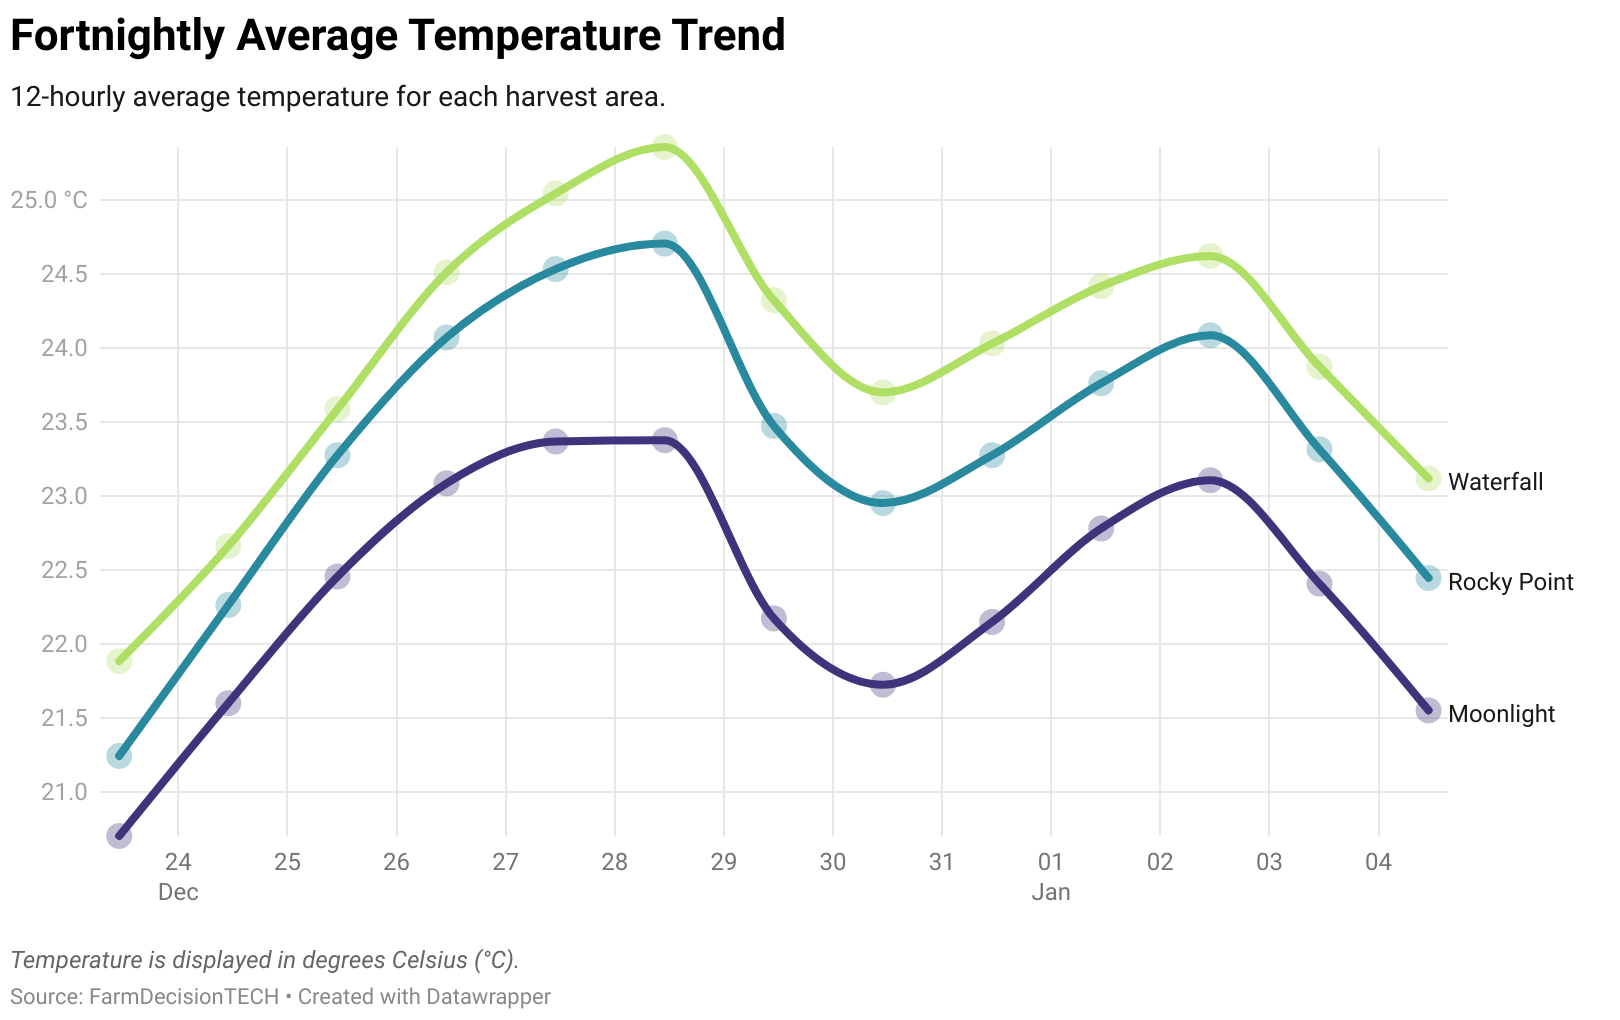 Fortnightly Average Temperature Trend
12-hourly average temperature for each harvest area.
25.0 °C
24.5
24.0
23.5
23.0
22.5
22.0
21.5
21.0
Waterfall
Rocky Point
Moonlight
24 25 26 27 28 29 30 31 01 02 03 04
Dec Jan
Temperature is displayed in degrees Celsius (°C).
Source: FarmDecisionTECH • Created with Datawrapper